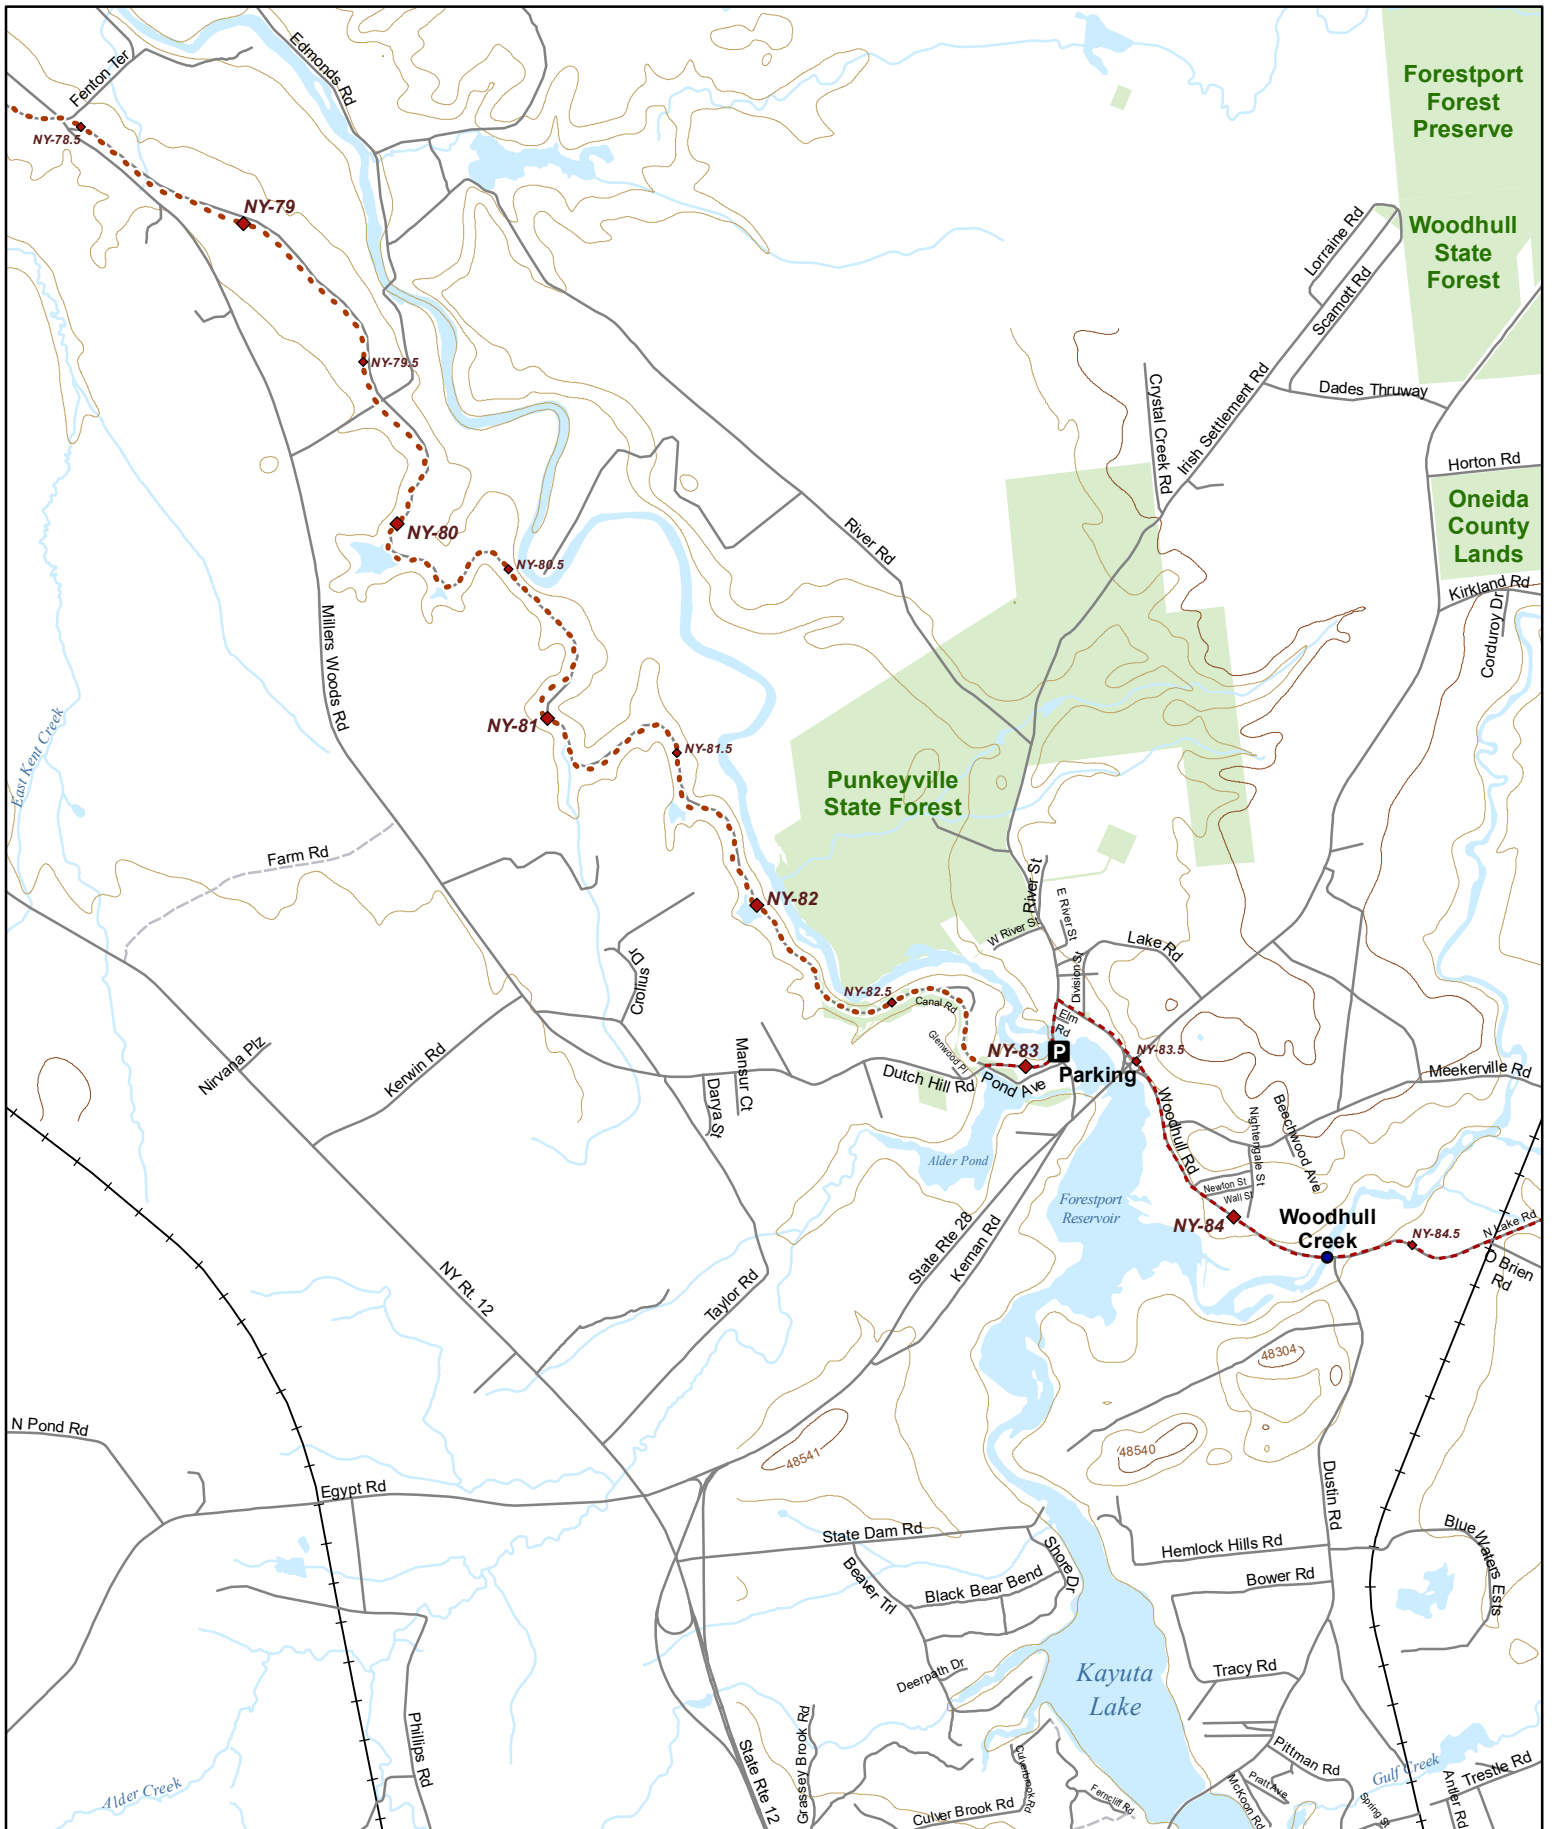 Forestport
Forest
Preserve
Edmonds Rd
Fenton Ter
NY-78.5
NY-79
Lorraine Rd
Woodhull
State
Forest
Scamott Rd
NY-79.5
Crystal Creek Rd
Irish Settlement Rd
Dades Thruway
Horton Rd
Oneida
County
Lands
NY-80
River Rd
NY-80.5
Kirkland Rd
Corduroy Dr
Millers Woods Rd
East Kent Creek
NY-81
NY-81.5
Punkeyville
State Forest
Farm Rd
River St
E River St
NY-82
W River St
Lake Rd
Crolius Dr
Division St
NY-82.5
Canal Rd
Elm
Rd
Glenwood Pl
NY-83
P
Parking
NY-83.5
Nirvana Plz
Kerwin Rd
Mansur Ct
Darya St
Dutch Hill Rd
Pond Ave
Meekerville Rd
Woodhull Rd
Nightengale St
Beechwood Ave
Alder Pond
Newton St
Wall St
Forestport
Reservoir
NY-84
Woodhull
Creek
NY-84.5
N Lake Rd
O Brien
Rd
State Rte 28
Kernan Rd
NY Rt. 12
Taylor Rd
48304
N Pond Rd
48541
48540
Egypt Rd
Dustin Rd
State Dam Rd
Shore Dr
Hemlock Hills Rd
Blue Waters Ests
Beaver Trl
Black Bear Bend
Bower Rd
Deerpath Dr
Kayuta
Lake
Tracy Rd
Phillips Rd
State Rte 12
Grassey Brook Rd
Culverbrook Rd
Pittman Rd
Gulf Creek
Trestle Rd
Alder Creek
Culver Brook Rd
Ferncliff Rd
McKoon Rd
Pratt Ave
Spring St
Antler Rd